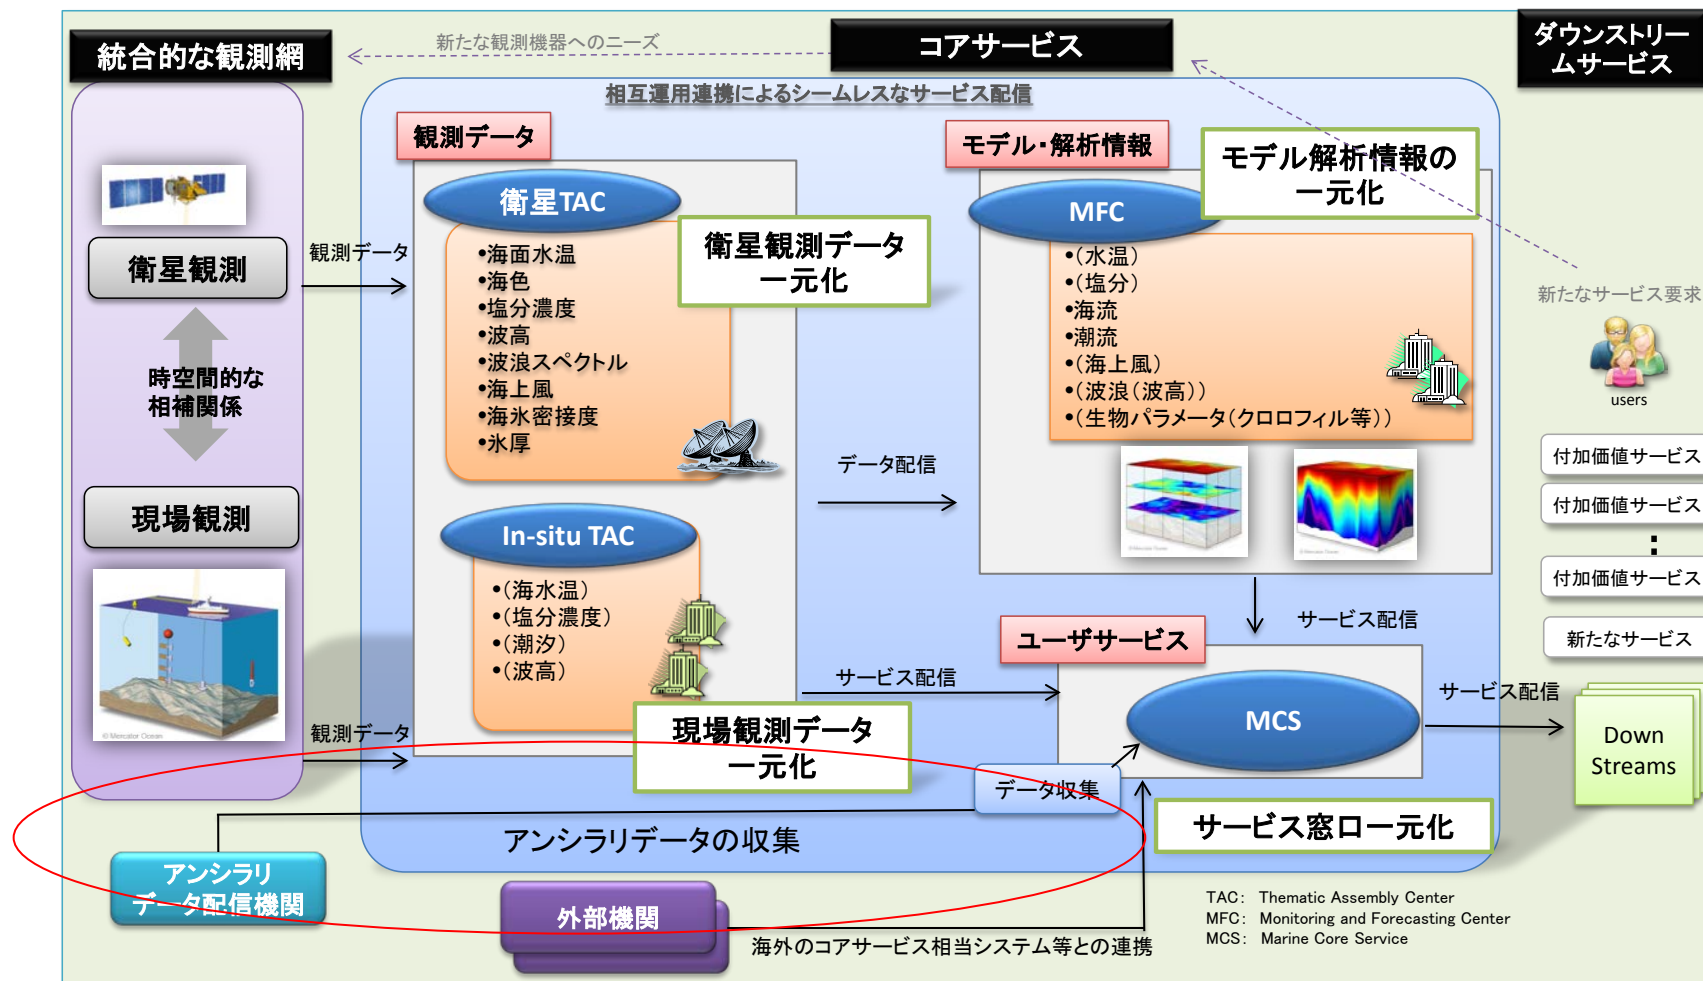 統合的な観測網
新たな観測機器へのニーズ
コアサービス
ダウンストリー
ムサービス
相互運用連携によるシームレスなサービス配信
観測データ
モデル・解析情報
モデル解析情報の
一元化
衛星TAC
衛星観測データ
一元化
•海面水温
•海色
•塩分濃度
•波高
•波浪スペクトル
•海上風
•海氷密接度
•氷厚
MFC
•(水温)
•(塩分)
•海流
•潮流
•(海上風)
•(波浪(波高))
•(生物パラメータ(クロロフィル等))
衛星観測
観測データ
時空間的な
相補関係
現場観測
© Mercator Ocean
観測データ
データ配信
In-situ TAC
•(海水温)
•(塩分濃度)
•(潮汐)
•(波高)
現場観測データ
一元化
サービス配信
サービス配信
ユーザサービス
MCS
データ収集
サービス窓口一元化
サービス配信
新たなサービス要求
users
付加価値サービス
付加価値サービス
:
付加価値サービス
新たなサービス
Down
Streams
アンシラリデータの収集
アンシラリ
データ配信機関
外部機関
海外のコアサービス相当システム等との連携
TAC: Thematic Assembly Center
MFC: Monitoring and Forecasting Center
MCS: Marine Core Service